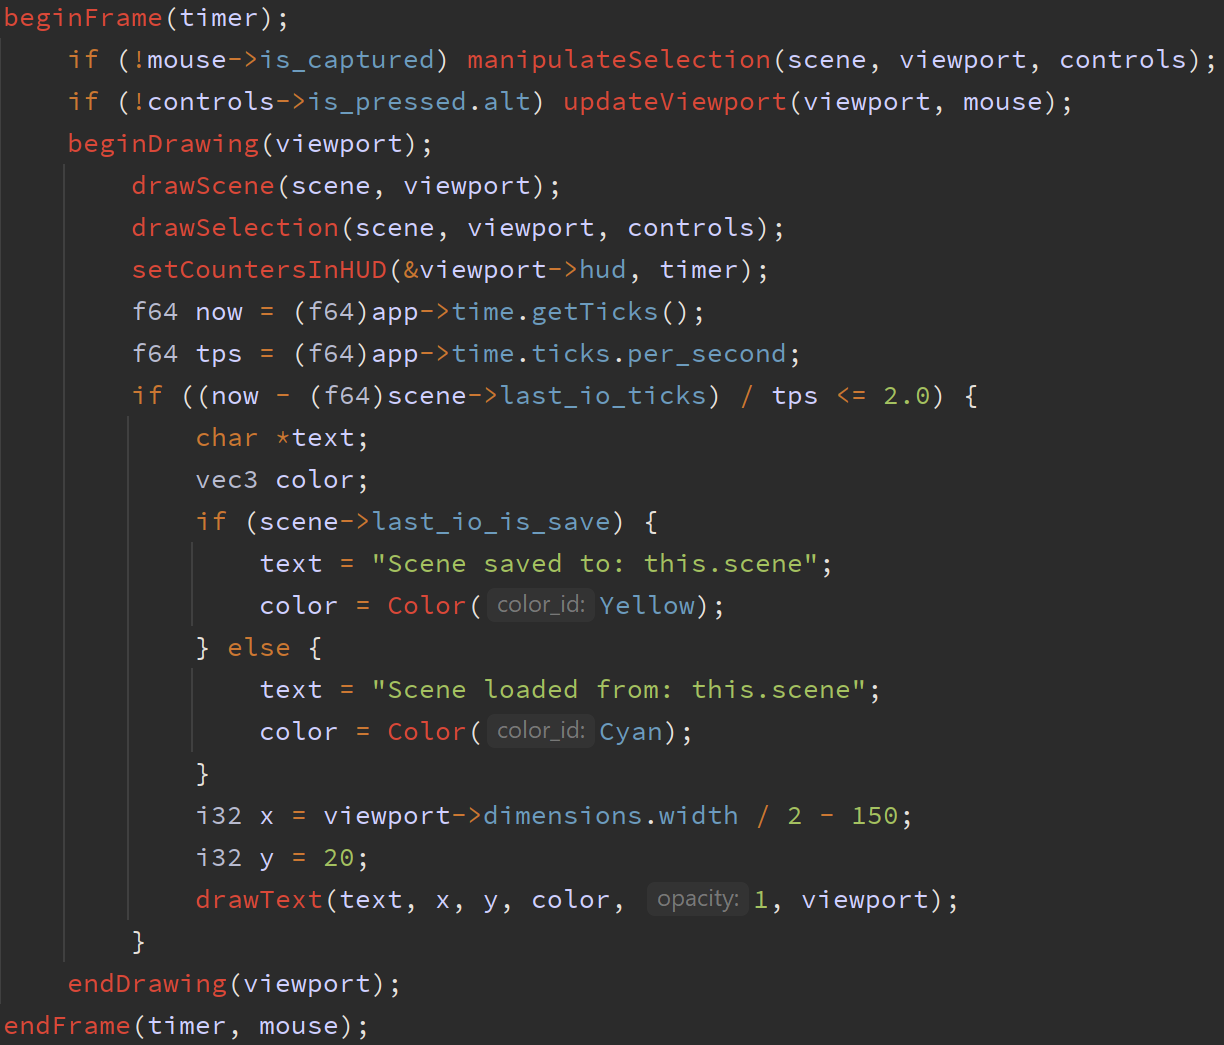 beginFrame(timer);
    if (!mouse->is_captured) manipulateSelection(scene, viewport, controls);
    if (!controls->is_pressed.alt) updateViewport(viewport, mouse);
    beginDrawing(viewport);
        drawScene(scene, viewport);
        drawSelection(scene, viewport, controls);
        setCountersInHUD(&viewport->hud, timer);
        f64 now = (f64)app->time.getTicks();
        f64 tps = (f64)app->time.ticks.per_second;
        if ((now - (f64)scene->last_io_ticks) / tps <= 2.0) {
            char *text;
            vec3 color;
            if (scene->last_io_is_save) {
                text = "Scene saved to: this.scene";
                color = Color( color_id: Yellow);
            } else {
                text = "Scene loaded from: this.scene";
                color = Color( color_id: Cyan);
            }
            i32 x = viewport->dimensions.width / 2 - 150;
            i32 y = 20;
            drawText(text, x, y, color, opacity: 1, viewport);
        }
    endDrawing(viewport);
endFrame(timer, mouse);